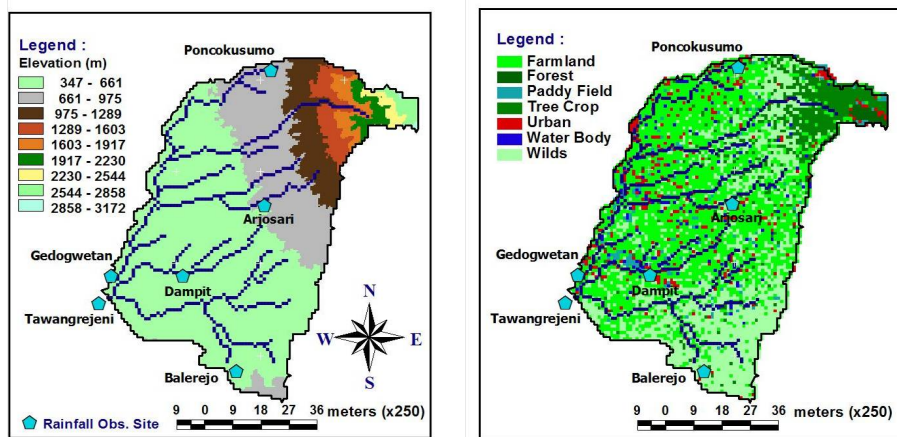 Legend :
Elevation (m)
347 - 661
661 - 975
975 - 1289
1289 - 1603
1603 - 1917
1917 - 2230
2230 - 2544
2544 - 2858
2858 - 3172
Poncokusumo
Arjosari
Gedogwetan
Dampit
Tawangrejeni
Balerejo
N
W E
S
Rainfall Obs. Site
9 0 9 18 27 36 meters (x250)
Legend :
Farmland
Forest
Paddy Field
Tree Crop
Urban
Water Body
Wilds
Poncokusumo
Arjosari
Gedogwetan
Dampit
Tawangrejeni
Balerejo
9 0 9 18 27 36 meters (x250)